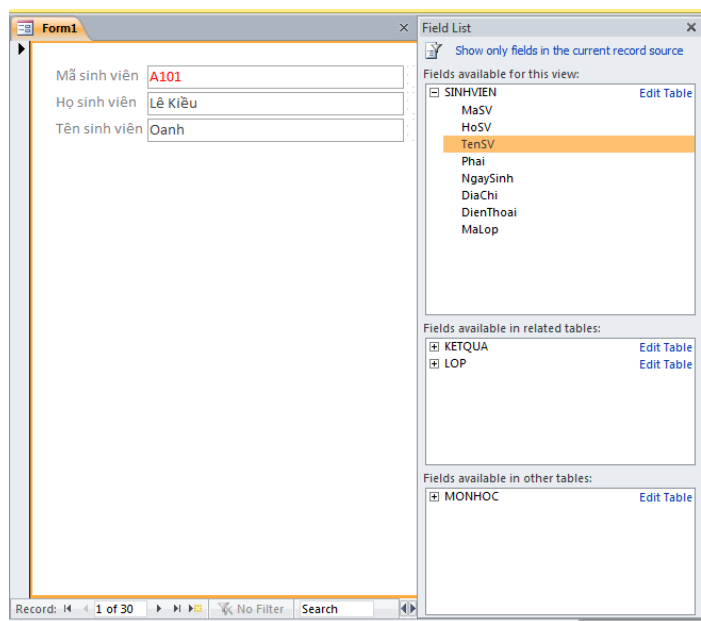 Form1
Mã sinh viên A101
Họ sinh viên Lê Kiều
Tên sinh viên Oanh
Record: 1 of 30 No Filter Search
Field List
Show only fields in the current record source
Fields available for this view:
SINHVIEN Edit Table
MaSV
HoSV
TenSV
Phai
NgaySinh
DiaChi
DienThoai
MaLop
Fields available in related tables:
KETQUA Edit Table
LOP Edit Table
Fields available in other tables:
MONHOC Edit Table